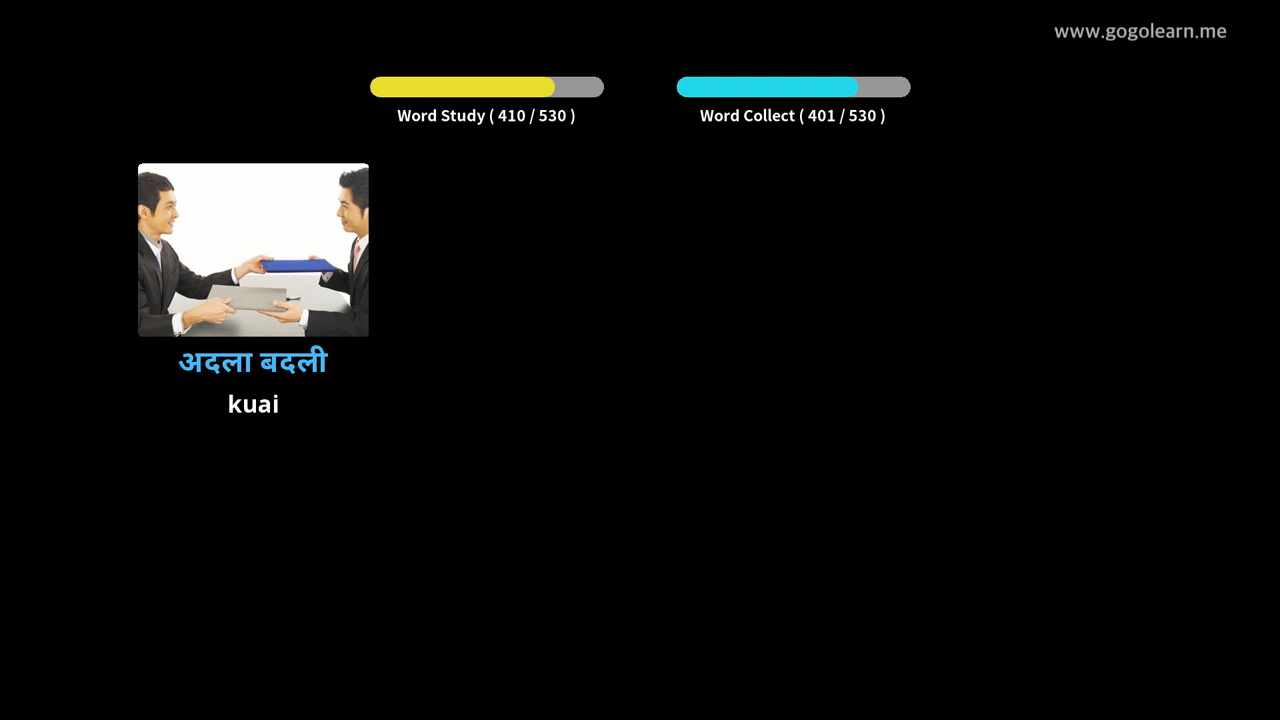 www.gogolearn.me
Word Study ( 410 / 530 )
Word Collect ( 401 / 530 )
अदला बदली
kuai